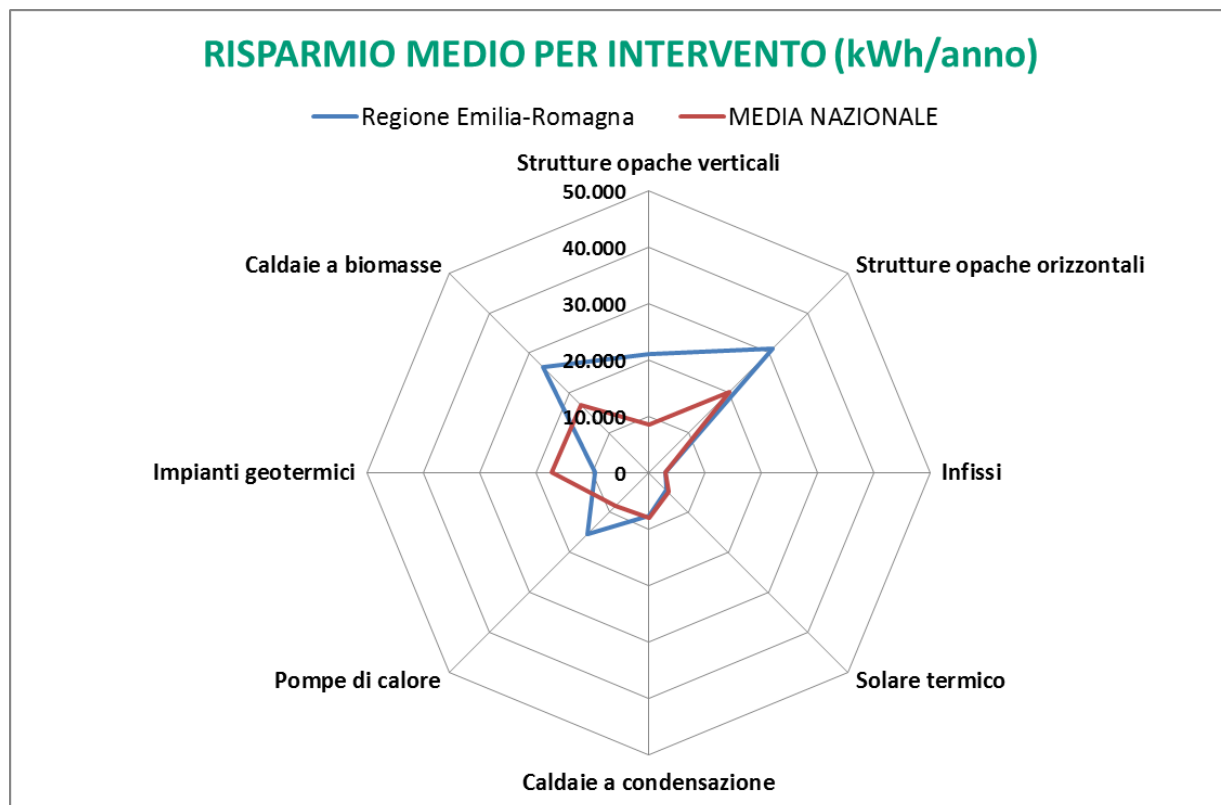 RISPARMIO MEDIO PER INTERVENTO (kWh/anno)
Regione Emilia-Romagna MEDIA NAZIONALE
Strutture opache verticali
50.000
40.000
30.000
20.000
10.000
0
Caldaie a biomasse
Strutture opache orizzontali
Impianti geotermici
Infissi
Pompe di calore
Solare termico
Caldaie a condensazione